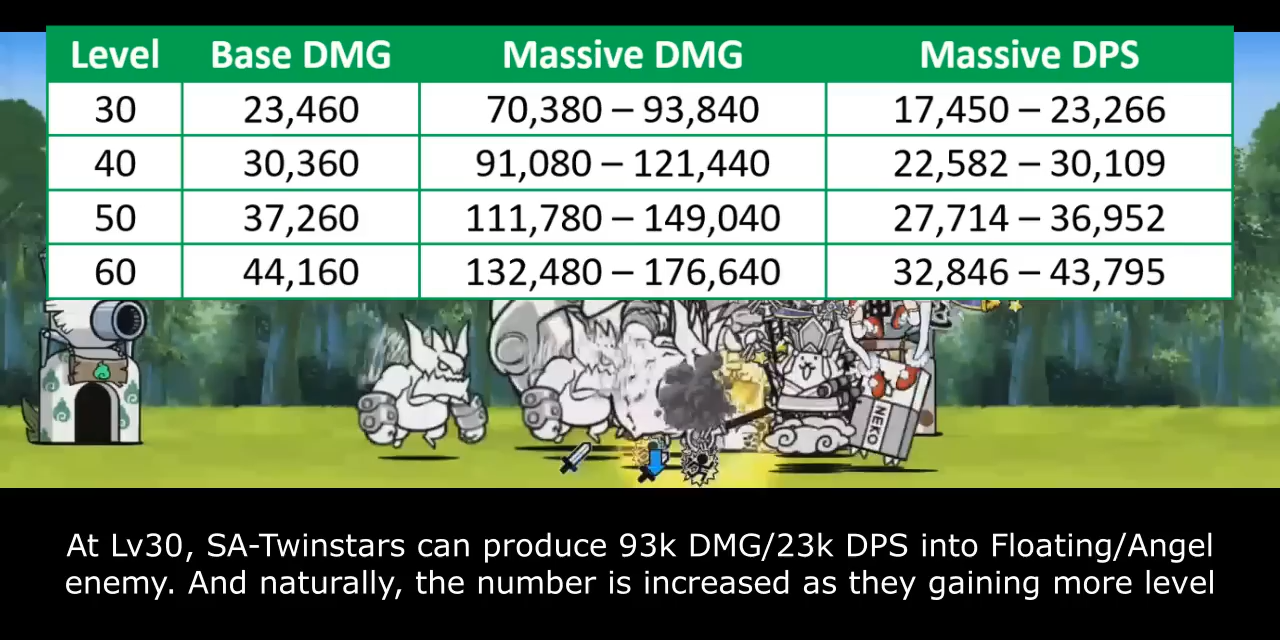 Level Base DMG Massive DMG Massive DPS
30 23,460 70,380 – 93,840 17,450 – 23,266
40 30,360 91,080 – 121,440 22,582 – 30,109
50 37,260 111,780 – 149,040 27,714 – 36,952
60 44,160 132,480 – 176,640 32,846 – 43,795
NEKO
At Lv30, SA-Twinstars can produce 93k DMG/23k DPS into Floating/Angel
enemy. And naturally, the number is increased as they gaining more level